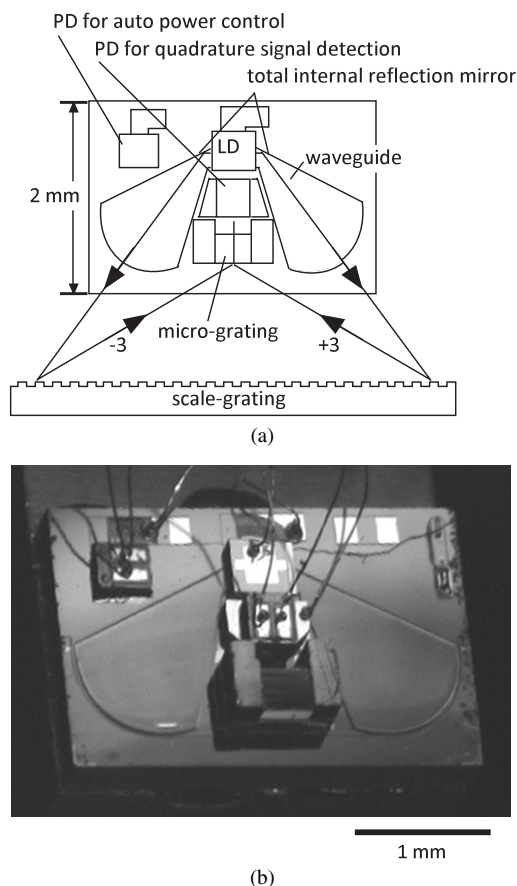 PD for auto power control
PD for quadrature signal detection
total internal reflection mirror
LD
waveguide
2 mm
micro-grating
-3
+3
scale-grating
(a)
1 mm
(b)